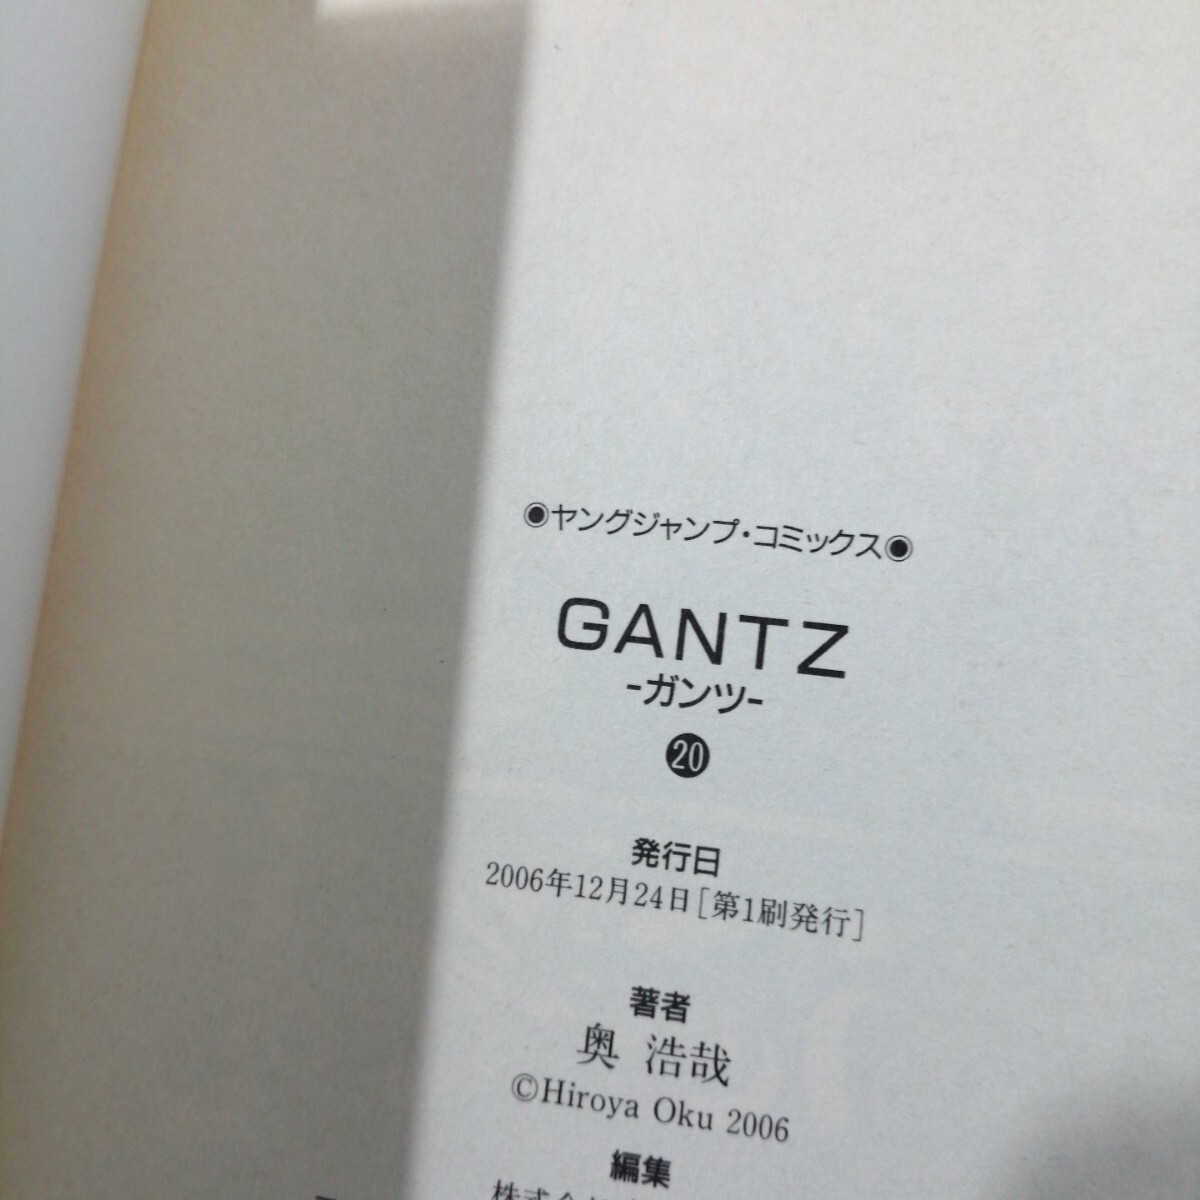 ◉ヤングジャンプ・コミックス◉
GANTZ
-ガンツ-
20
発行日
2006年12月24日[第1刷発行]
著者
奥 浩哉
©Hiroya Oku 2006
編集